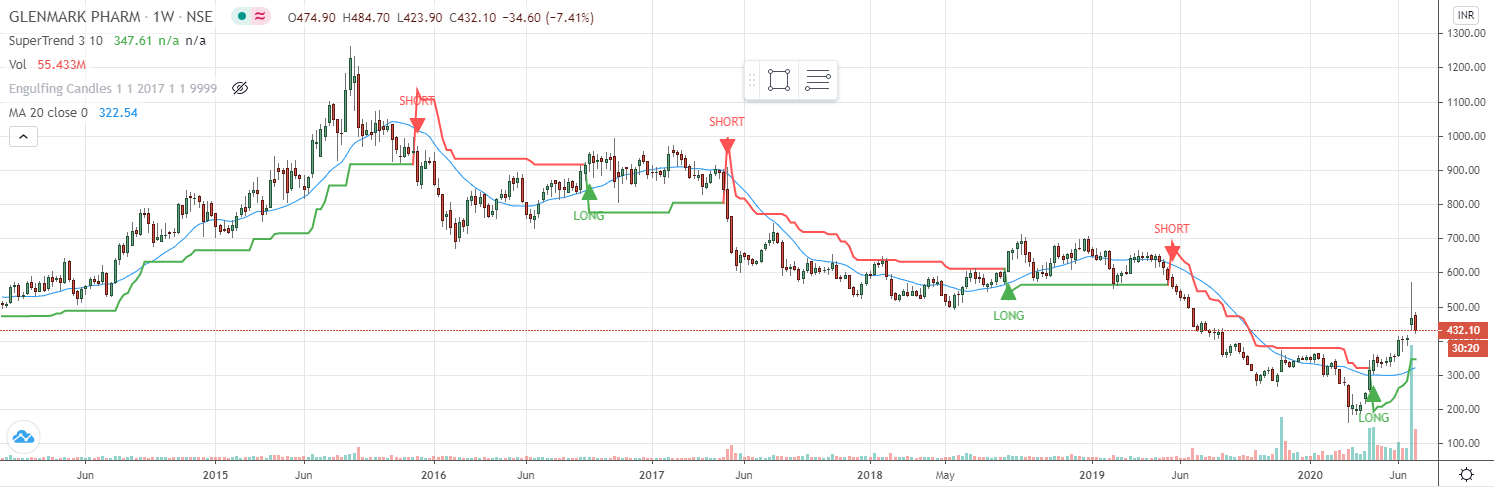 GLENMARK PHARM · 1W · NSE O474.90 H484.70 L423.90 C432.10 −34.60 (−7.41%) INR
SuperTrend 3 10 347.61 n/a n/a
Vol 55.433M
Engulfing Candles 1 1 2017 1 1 9999
MA 20 close 0 322.54
1300.00
1200.00
1100.00
1000.00
900.00
800.00
700.00
600.00
500.00
432.10
30:20
300.00
200.00
100.00
SHORT
LONG
SHORT
LONG
SHORT
LONG
Jun 2015 Jun 2016 Jun 2017 Jun 2018 May 2019 Jun 2020 Jun